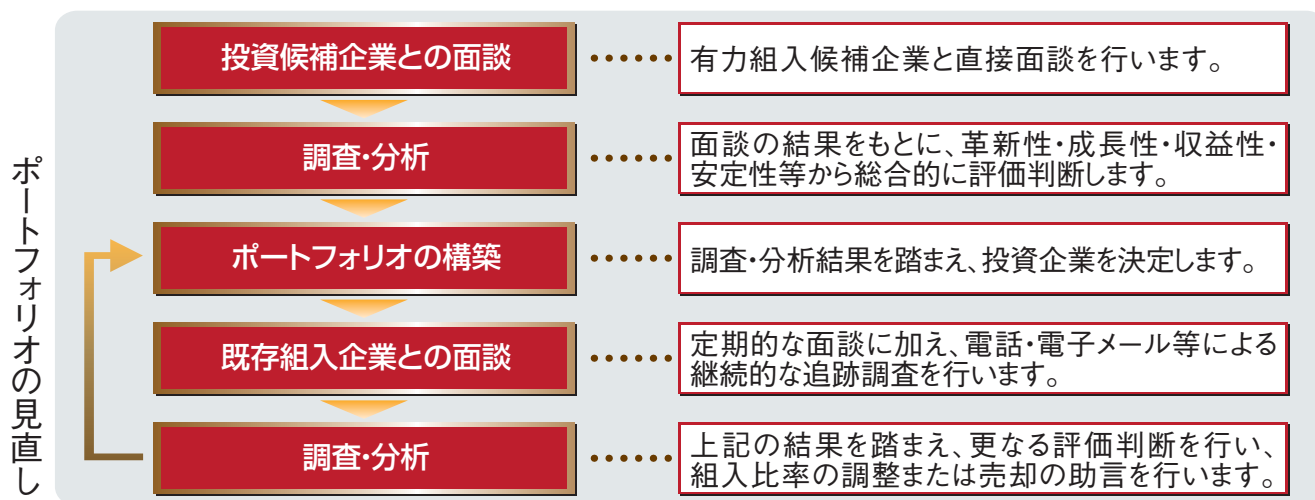 投資候補企業との面談
有力組入候補企業と直接面談を行います。
調査・分析
面談の結果をもとに、革新性・成長性・収益性・
安定性等から総合的に評価判断します。
ポートフォリオの構築
調査・分析結果を踏まえ、投資企業を決定します。
既存組入企業との面談
定期的な面談に加え、電話・電子メール等による
継続的な追跡調査を行います。
調査・分析
上記の結果を踏まえ、更なる評価判断を行い、
組入比率の調整または売却の助言を行います。
ポートフォリオの見直し